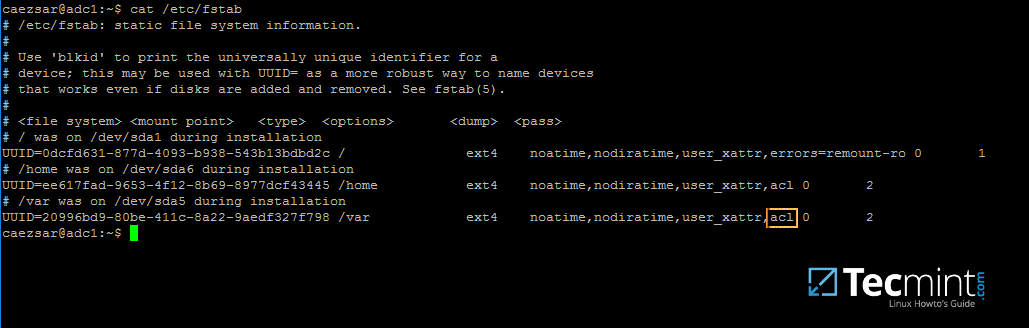 caezsar@adc1:~$ cat /etc/fstab
# /etc/fstab: static file system information.
#
# Use 'blkid' to print the universally unique identifier for a
# device; this may be used with UUID= as a more robust way to name devices
# that works even if disks are added and removed. See fstab(5).
#
# <file system> <mount point>   <type>  <options>       <dump>  <pass>
# / was on /dev/sda1 during installation
UUID=0dcfd631-877d-4093-b938-543b13bdbd2c /               ext4    noatime,nodiratime,user_xattr,errors=remount-ro 0       1
# /home was on /dev/sda6 during installation
UUID=ee617fad-9653-4f12-8b69-8977dcf43445 /home           ext4    noatime,nodiratime,user_xattr,acl 0       2
# /var was on /dev/sda5 during installation
UUID=20996bd9-80be-411c-8a22-9aedf327f798 /var            ext4    noatime,nodiratime,user_xattr,acl 0       2
caezsar@adc1:~$
Tecmint.com
Linux Howto's Guide